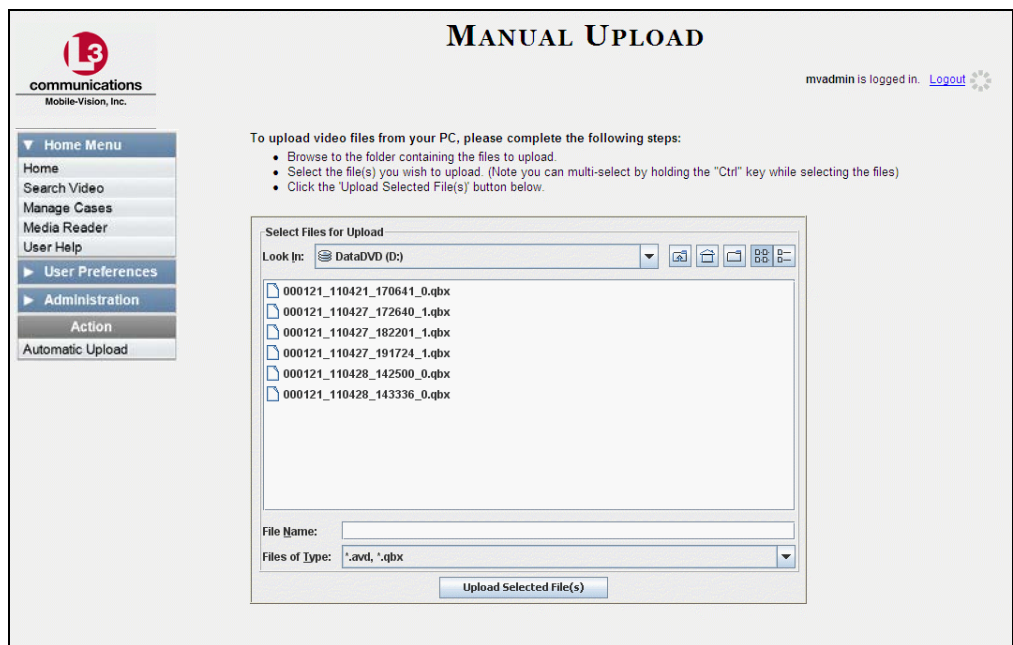 MANUAL UPLOAD
L3
communications
Mobile-Vision, Inc.
mvadmin is logged in. Logout
▼ Home Menu
Home
Search Video
Manage Cases
Media Reader
User Help
► User Preferences
► Administration
Action
Automatic Upload
To upload video files from your PC, please complete the following steps:
• Browse to the folder containing the files to upload.
• Select the file(s) you wish to upload. (Note you can multi-select by holding the "Ctrl" key while selecting the files)
• Click the 'Upload Selected File(s)' button below.
Select Files for Upload
Look In: DataDVD (D:)
000121_110421_170641_0.qbx
000121_110427_172640_1.qbx
000121_110427_182201_1.qbx
000121_110427_191724_1.qbx
000121_110428_142500_0.qbx
000121_110428_143336_0.qbx
File Name:
Files of Type: *.avd, *.qbx
Upload Selected File(s)